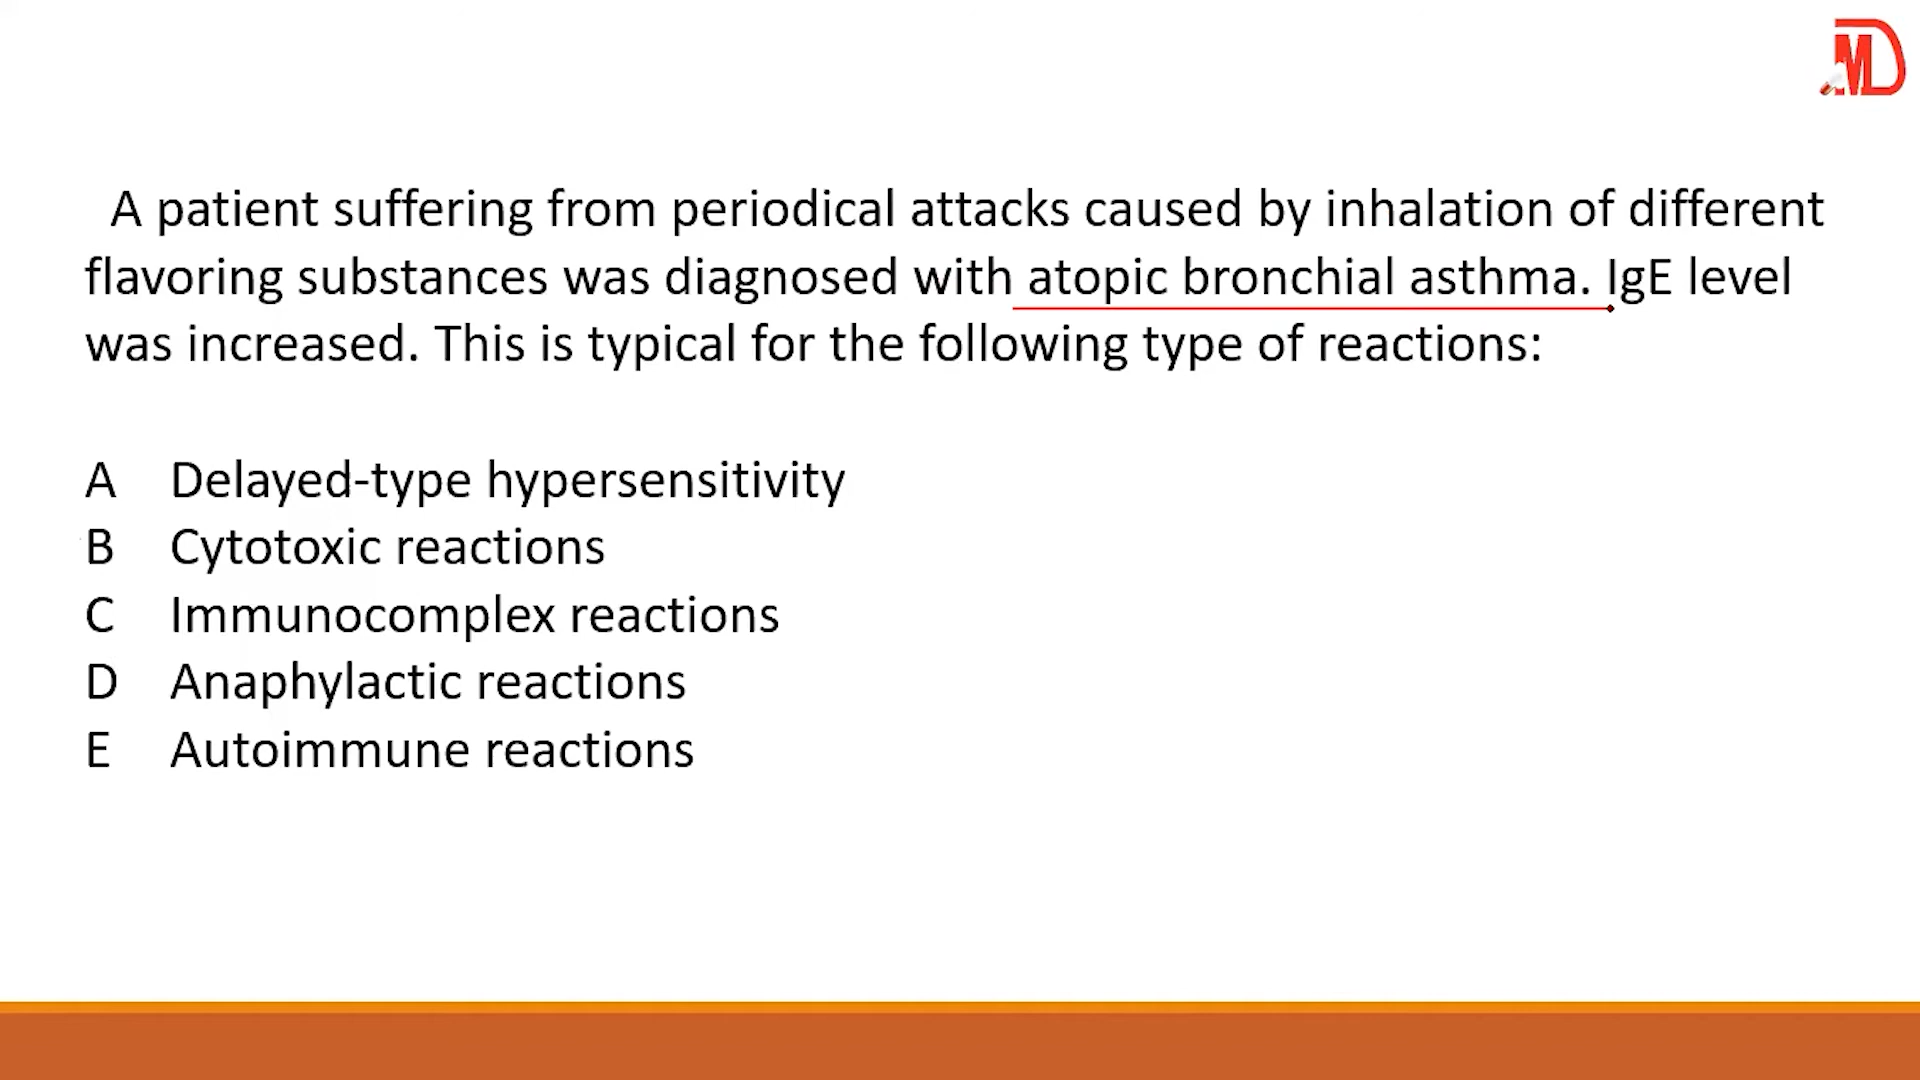 MD
A patient suffering from periodical attacks caused by inhalation of different
flavoring substances was diagnosed with atopic bronchial asthma. IgE level
was increased. This is typical for the following type of reactions:
A Delayed-type hypersensitivity
B Cytotoxic reactions
C Immunocomplex reactions
D Anaphylactic reactions
E Autoimmune reactions